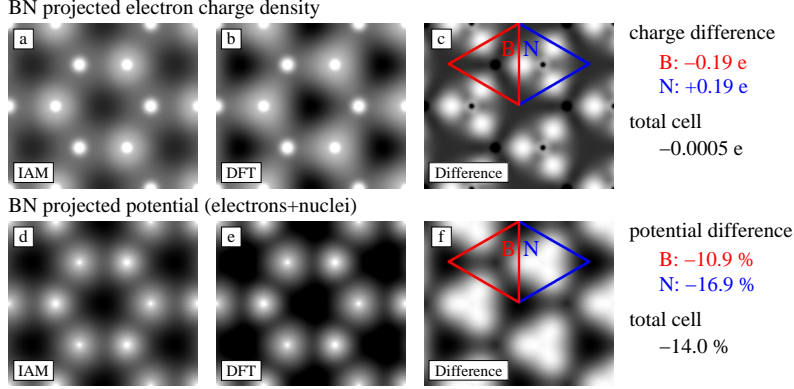 BN projected electron charge density
a
b
c
B N
IAM
DFT
Difference
charge difference
B: −0.19 e
N: +0.19 e
total cell
−0.0005 e
BN projected potential (electrons+nuclei)
d
e
f
B N
IAM
DFT
Difference
potential difference
B: −10.9 %
N: −16.9 %
total cell
−14.0 %